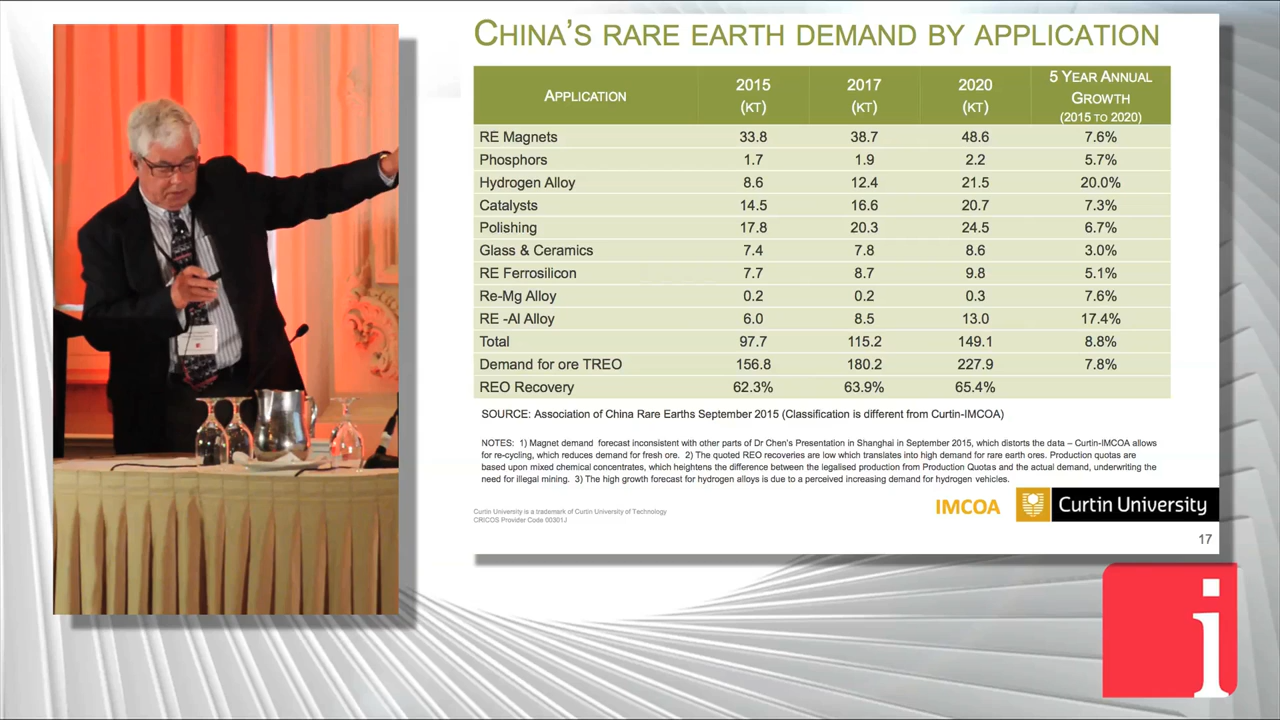 CHINA'S RARE EARTH DEMAND BY APPLICATION
APPLICATION 2015 (KT) 2017 (KT) 2020 (KT) 5 YEAR ANNUAL GROWTH (2015 TO 2020)
RE Magnets 33.8 38.7 48.6 7.6%
Phosphors 1.7 1.9 2.2 5.7%
Hydrogen Alloy 8.6 12.4 21.5 20.0%
Catalysts 14.5 16.6 20.7 7.3%
Polishing 17.8 20.3 24.5 6.7%
Glass & Ceramics 7.4 7.8 8.6 3.0%
RE Ferrosilicon 7.7 8.7 9.8 5.1%
Re-Mg Alloy 0.2 0.2 0.3 7.6%
RE -Al Alloy 6.0 8.5 13.0 17.4%
Total 97.7 115.2 149.1 8.8%
Demand for ore TREO 156.8 180.2 227.9 7.8%
REO Recovery 62.3% 63.9% 65.4%
SOURCE: Association of China Rare Earths September 2015 (Classification is different from Curtin-IMCOA)
NOTES: 1) Magnet demand forecast inconsistent with other parts of Dr Chen's Presentation in Shanghai in September 2015, which distorts the data – Curtin-IMCOA allows
for re-cycling, which reduces demand for fresh ore. 2) The quoted REO recoveries are low which translates into high demand for rare earth ores. Production quotas are
based upon mixed chemical concentrates, which heightens the difference between the legalised production from Production Quotas and the actual demand, underwriting the
need for illegal mining. 3) The high growth forecast for hydrogen alloys is due to a perceived increasing demand for hydrogen vehicles.
IMCOA Curtin University
Curtin University is a trademark of Curtin University of Technology
CRICOS Provider Code 00301J
17
i